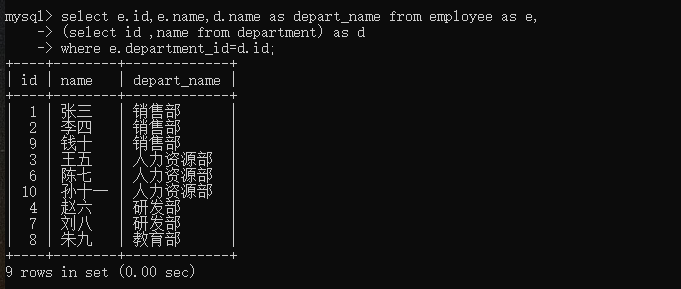 mysql> select e.id,e.name,d.name as depart_name from employee as e,
    -> (select id ,name from department) as d
    -> where e.department_id=d.id;
+----+--------+-------------+
| id | name   | depart_name |
+----+--------+-------------+
|  1 | 张三   | 销售部      |
|  2 | 李四   | 销售部      |
|  9 | 钱十   | 销售部      |
|  3 | 王五   | 人力资源部  |
|  6 | 陈七   | 人力资源部  |
| 10 | 孙十一 | 人力资源部  |
|  4 | 赵六   | 研发部      |
|  7 | 刘八   | 研发部      |
|  8 | 朱九   | 教育部      |
+----+--------+-------------+
9 rows in set (0.00 sec)